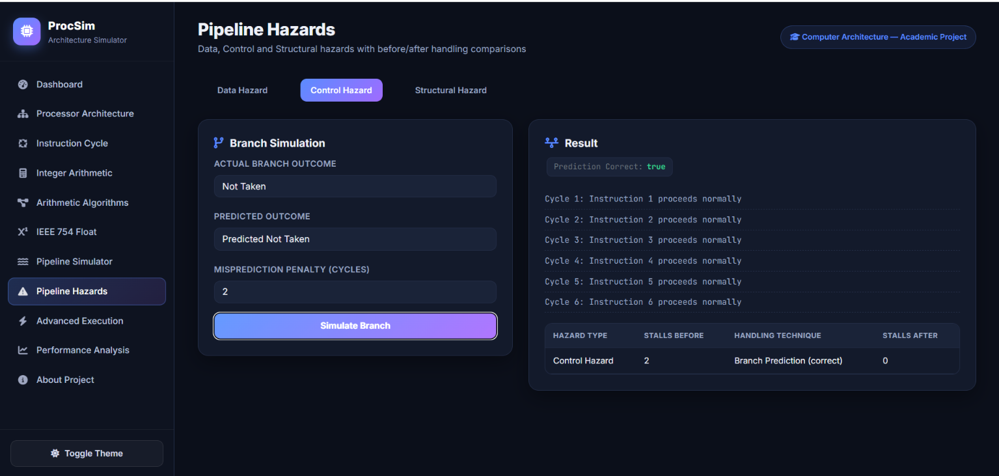 ProcSim
Architecture Simulator
Dashboard
Processor Architecture
Instruction Cycle
Integer Arithmetic
Arithmetic Algorithms
IEEE 754 Float
Pipeline Simulator
Pipeline Hazards
Advanced Execution
Performance Analysis
About Project
Toggle Theme
Pipeline Hazards
Data, Control and Structural hazards with before/after handling comparisons
Computer Architecture — Academic Project
Data Hazard Control Hazard Structural Hazard
Branch Simulation
ACTUAL BRANCH OUTCOME
Not Taken
PREDICTED OUTCOME
Predicted Not Taken
MISPREDICTION PENALTY (CYCLES)
2
Simulate Branch
Result
Prediction Correct: true
Cycle 1: Instruction 1 proceeds normally
Cycle 2: Instruction 2 proceeds normally
Cycle 3: Instruction 3 proceeds normally
Cycle 4: Instruction 4 proceeds normally
Cycle 5: Instruction 5 proceeds normally
Cycle 6: Instruction 6 proceeds normally
HAZARD TYPE STALLS BEFORE HANDLING TECHNIQUE STALLS AFTER
Control Hazard 2 Branch Prediction (correct) 0